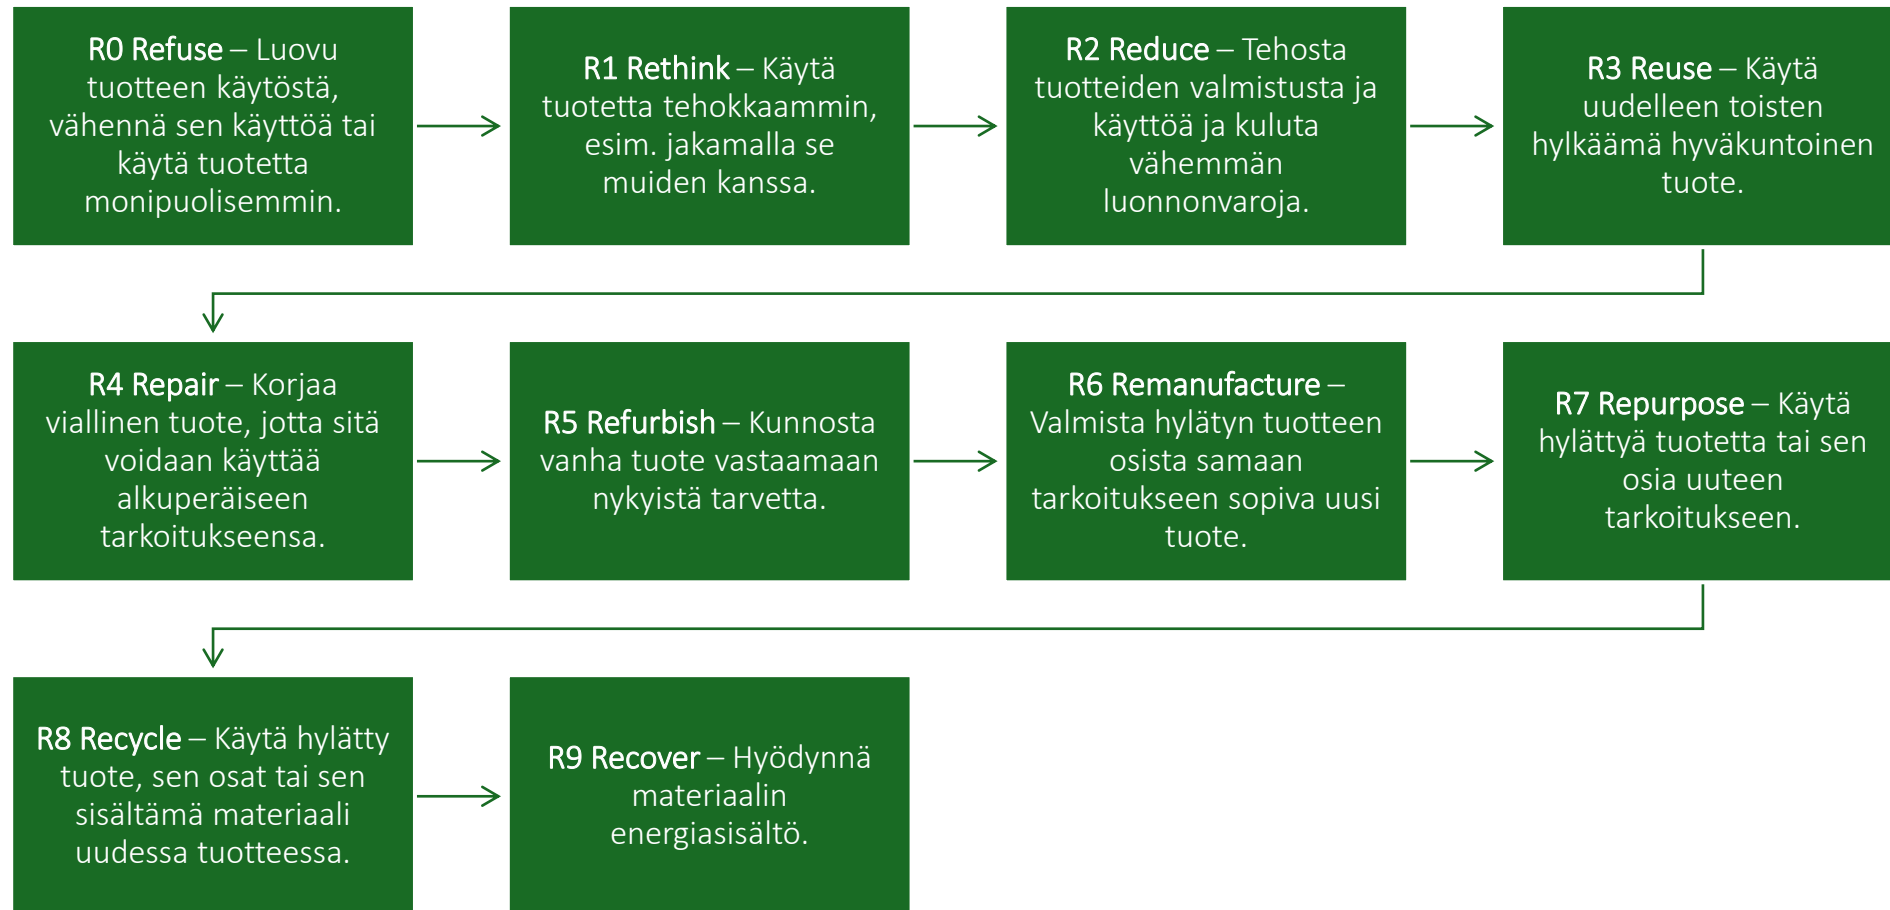 R0 Refuse – Luovu
tuotteen käytöstä,
vähennä sen käyttöä tai
käytä tuotetta
monipuolisemmin.
R1 Rethink – Käytä
tuotetta tehokkaammin,
esim. jakamalla se
muiden kanssa.
R2 Reduce – Tehosta
tuotteiden valmistusta ja
käyttöä ja kuluta
vähemmän
luonnonvaroja.
R3 Reuse – Käytä
uudelleen toisten
hylkäämä hyväkuntoinen
tuote.
R4 Repair – Korjaa
viallinen tuote, jotta sitä
voidaan käyttää
alkuperäiseen
tarkoitukseensa.
R5 Refurbish – Kunnosta
vanha tuote vastaamaan
nykyistä tarvetta.
R6 Remanufacture –
Valmista hylätyn tuotteen
osista samaan
tarkoitukseen sopiva uusi
tuote.
R7 Repurpose – Käytä
hylättyä tuotetta tai sen
osia uuteen
tarkoitukseen.
R8 Recycle – Käytä hylätty
tuote, sen osat tai sen
sisältämä materiaali
uudessa tuotteessa.
R9 Recover – Hyödynnä
materiaalin
energiasisältö.